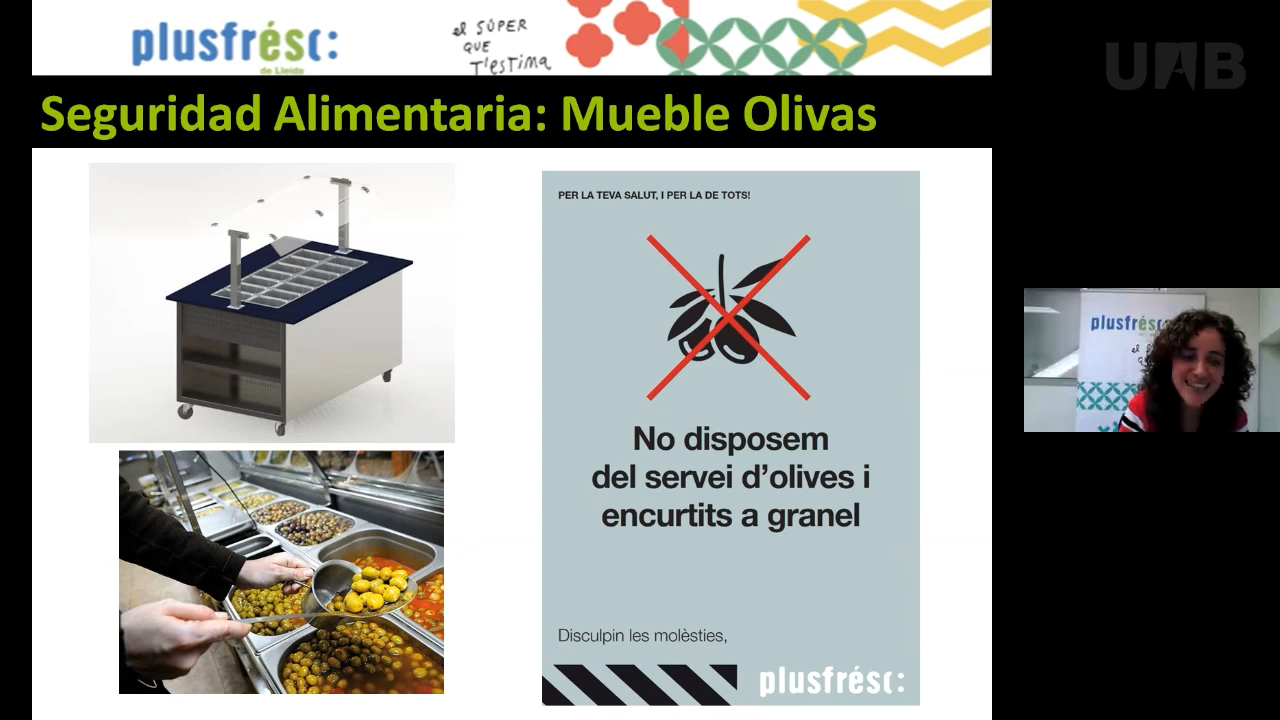 plusfrésc:
de Lleida
el SÚPER
QUE
T'ESTIMA
UAB
Seguridad Alimentaria: Mueble Olivas
PER LA TEVA SALUT, I PER LA DE TOTS!
No disposem
del servei d'olives i
encurtits a granel
Disculpin les molèsties,
plusfrésc:
plusfrésc
el